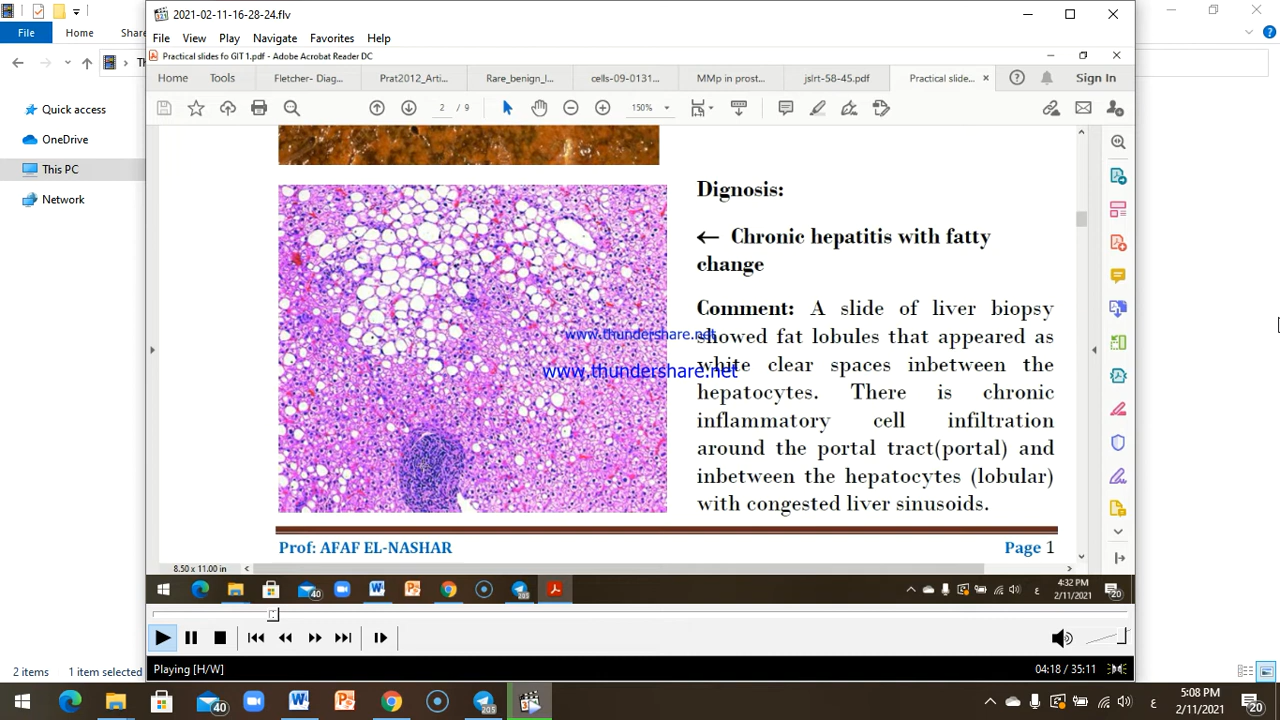 2021-02-11-16-28-24.flv
File Home Share
File View Play Navigate Favorites Help
Practical slides fo GIT 1.pdf - Adobe Acrobat Reader DC
Home Tools Fletcher- Diag... Prat2012_Arti... Rare_benign_l... cells-09-0131... MMp in prost... jslrt-58-45.pdf Practical slide... Sign In
2 / 9 150%
Quick access
OneDrive
This PC
Network
Dignosis:
← Chronic hepatitis with fatty
change
Comment: A slide of liver biopsy
showed fat lobules that appeared as
white clear spaces inbetween the
hepatocytes. There is chronic
inflammatory cell infiltration
around the portal tract(portal) and
inbetween the hepatocytes (lobular)
with congested liver sinusoids.
www.thundershare.net
www.thundershare.net
Prof: AFAF EL-NASHAR Page 1
8.50 x 11.00 in
40 205 ع 4:32 PM
2/11/2021 20
Playing [H/W] 04:18 / 35:11
2 items 1 item selected
40 205 ع 5:08 PM
2/11/2021 20